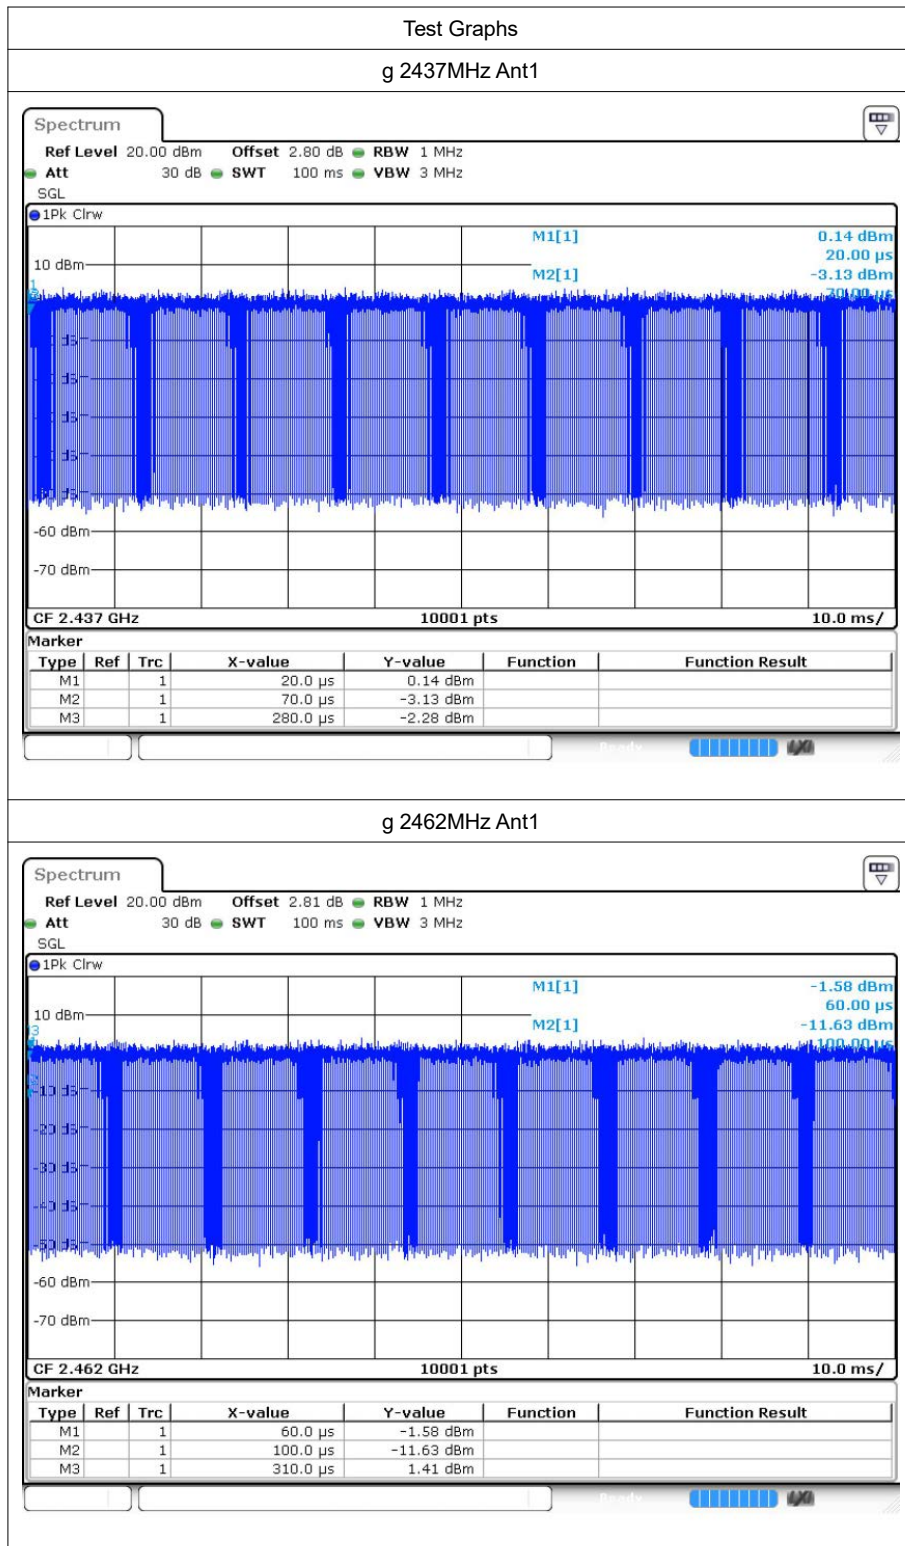 Test Graphs
g 2437MHz Ant1
Spectrum
Ref Level 20.00 dBm Offset 2.80 dB RBW 1 MHz
Att 30 dB SWT 100 ms VBW 3 MHz
SGL
1Pk Clrw
M1[1] 0.14 dBm
20.00 µs
10 dBm
M2[1] -3.13 dBm
70.00 µs
-60 dBm
-70 dBm
CF 2.437 GHz 10001 pts 10.0 ms/
Marker
Type Ref Trc X-value Y-value Function Function Result
M1 1 20.0 µs 0.14 dBm
M2 1 70.0 µs -3.13 dBm
M3 1 280.0 µs -2.28 dBm
Ready
g 2462MHz Ant1
Spectrum
Ref Level 20.00 dBm Offset 2.81 dB RBW 1 MHz
Att 30 dB SWT 100 ms VBW 3 MHz
SGL
1Pk Clrw
M1[1] -1.58 dBm
60.00 µs
10 dBm
M2[1] -11.63 dBm
100.00 µs
-60 dBm
-70 dBm
CF 2.462 GHz 10001 pts 10.0 ms/
Marker
Type Ref Trc X-value Y-value Function Function Result
M1 1 60.0 µs -1.58 dBm
M2 1 100.0 µs -11.63 dBm
M3 1 310.0 µs 1.41 dBm
Ready